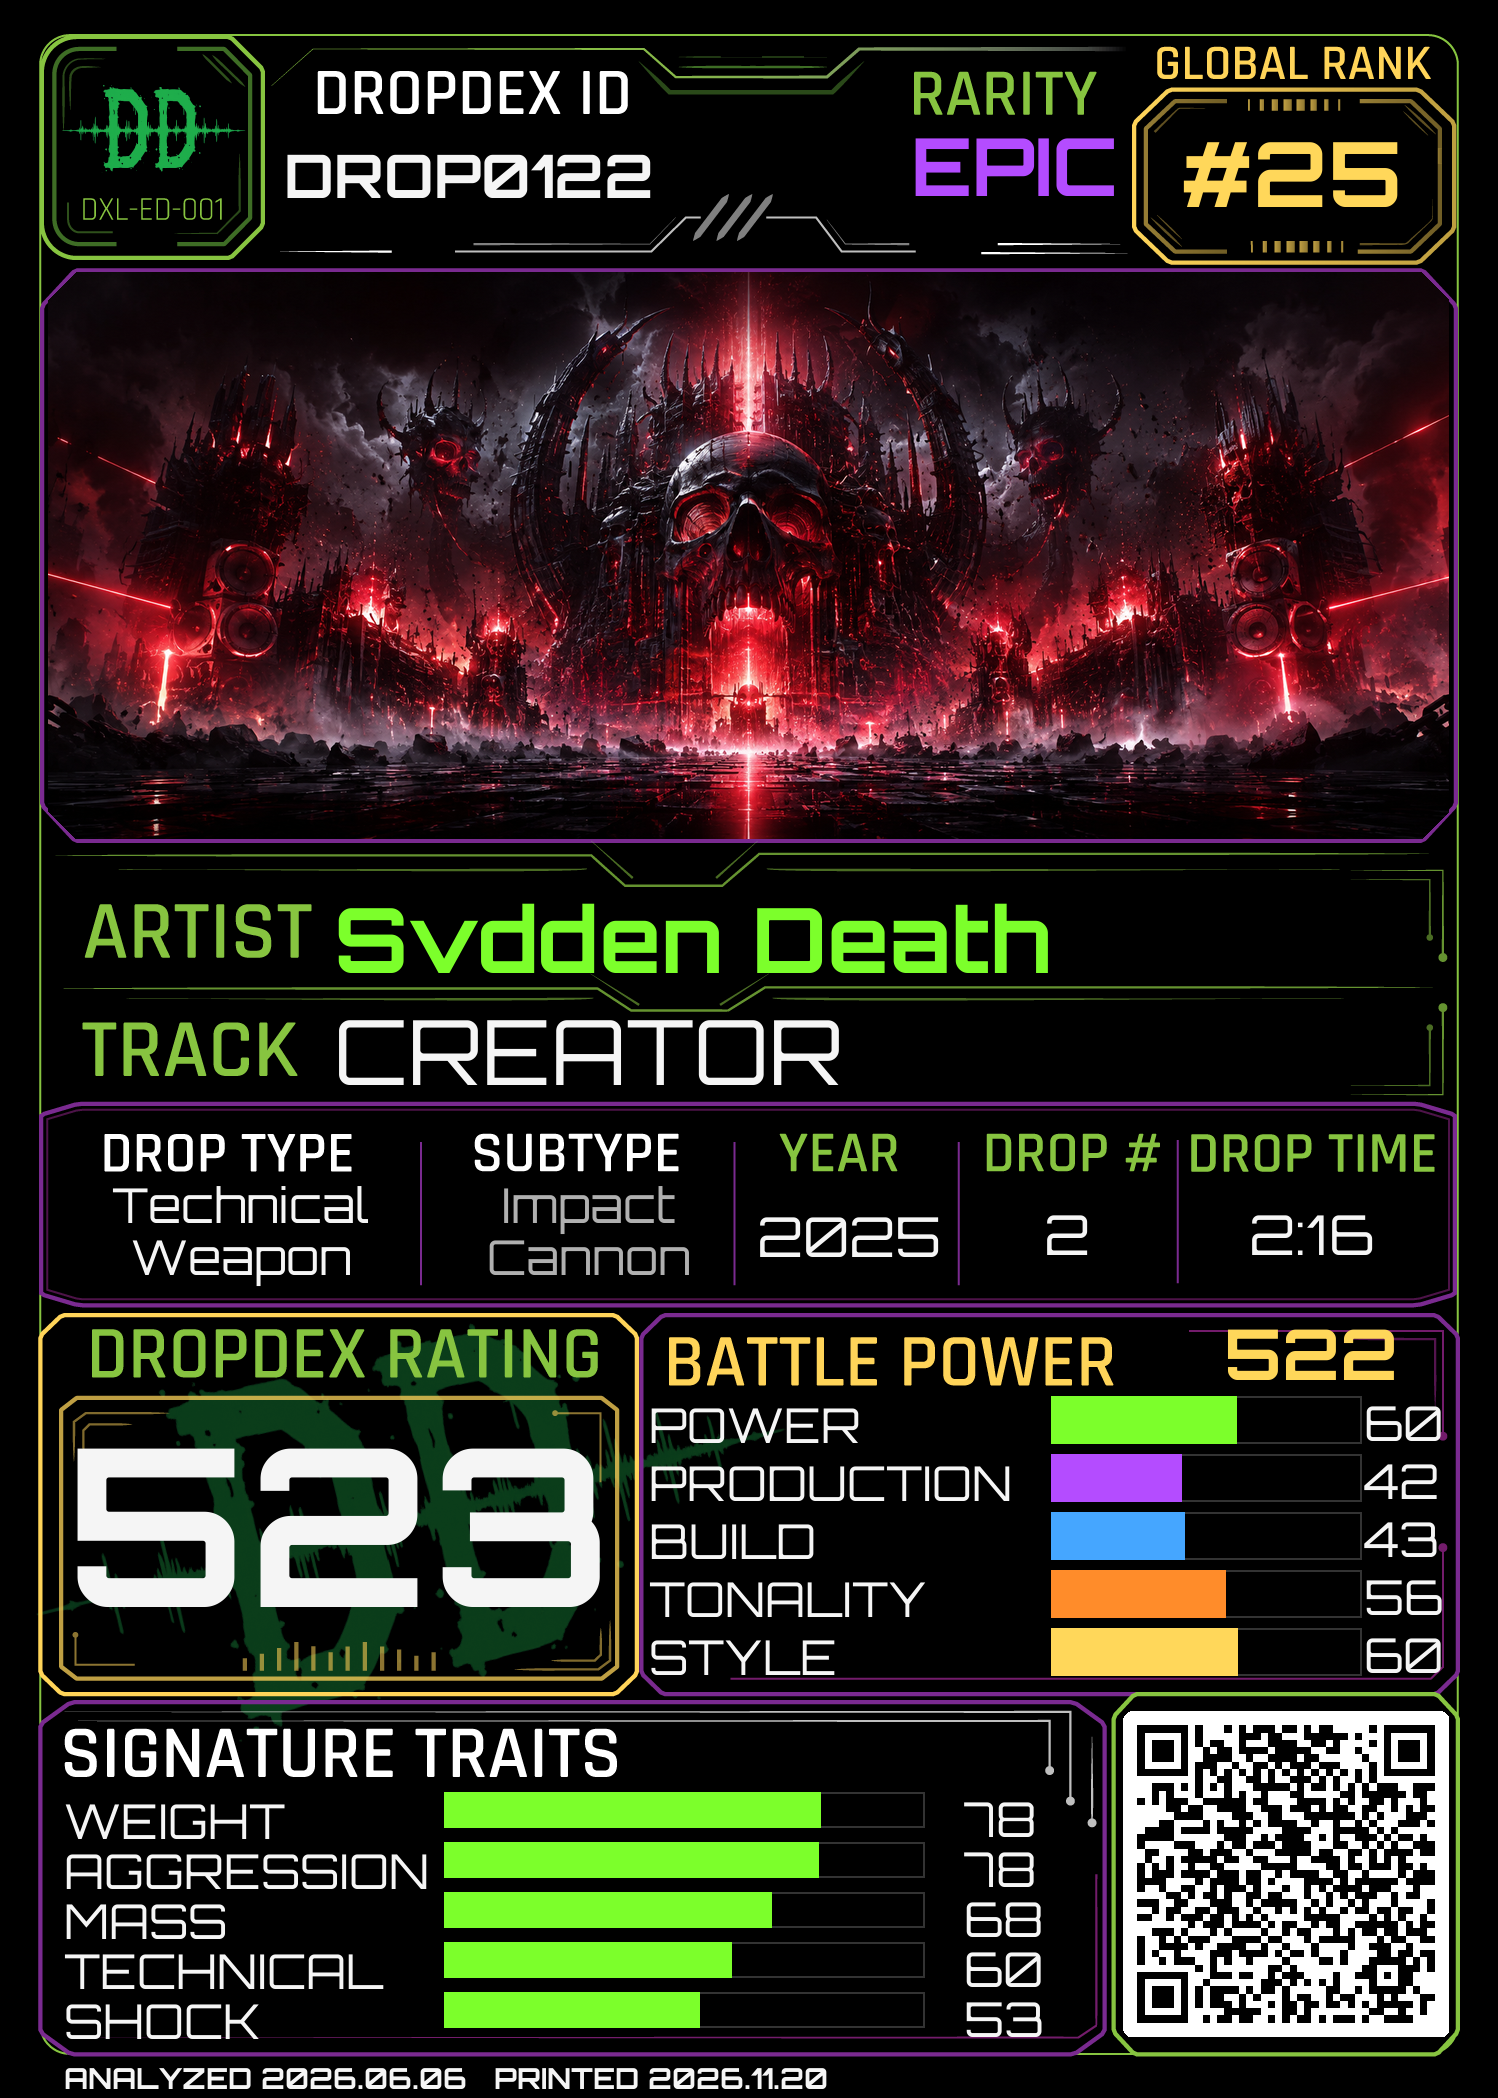 DD
DXL-ED-001
DROPDEX ID
DROP0122
RARITY
EPIC
GLOBAL RANK
#25
ARTIST Svdden Death
TRACK CREATOR
DROP TYPE
Technical
Weapon
SUBTYPE
Impact
Cannon
YEAR
2025
DROP #
2
DROP TIME
2:16
DROPDEX RATING
523
BATTLE POWER 522
POWER 60
PRODUCTION 42
BUILD 43
TONALITY 56
STYLE 60
SIGNATURE TRAITS
WEIGHT 78
AGGRESSION 78
MASS 68
TECHNICAL 60
SHOCK 53
ANALYZED 2026.06.06 PRINTED 2026.11.20